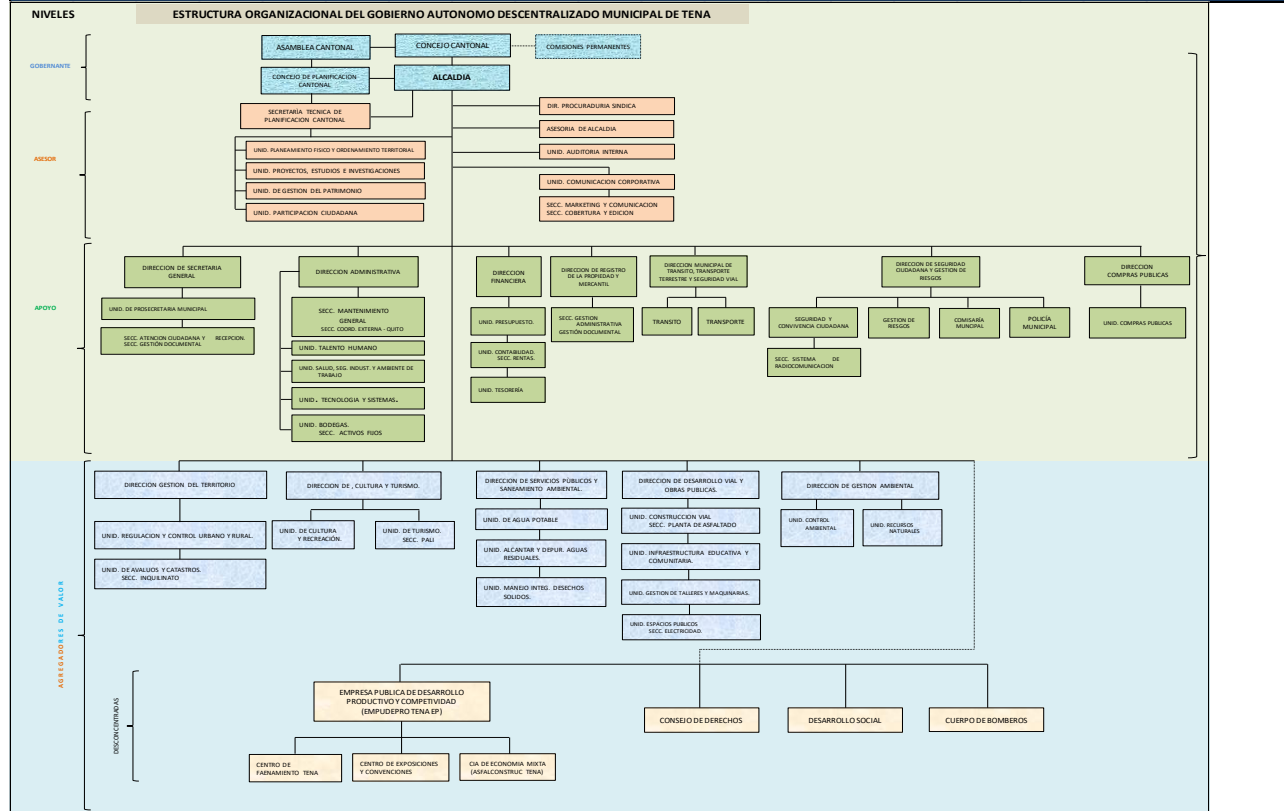 NIVELES
ESTRUCTURA ORGANIZACIONAL DEL GOBIERNO AUTONOMO DESCENTRALIZADO MUNICIPAL DE TENA
GOBERNANTE
ASAMBLEA CANTONAL
CONCEJO CANTONAL
COMISIONES PERMANENTES
CONCEJO DE PLANIFICACION
CANTONAL
ALCALDIA
ASESOR
SECRETARÍA TECNICA DE
PLANIFICACION CANTONAL
DIR. PROCURADURIA SINDICA
ASESORIA DE ALCALDIA
UNID. AUDITORIA INTERNA
UNID. PLANEAMIENTO FISICO Y ORDENAMIENTO TERRITORIAL
UNID. PROYECTOS, ESTUDIOS E INVESTIGACIONES
UNID. DE GESTION DEL PATRIMONIO
UNID. PARTICIPACION CIUDADANA
UNID. COMUNICACION CORPORATIVA
SECC. MARKETING Y COMUNICACION
SECC. COBERTURA Y EDICION
APOYO
DIRECCION DE SECRETARIA
GENERAL
UNID. DE PROSECRETARIA MUNICIPAL
SECC. ATENCION CIUDADANA Y RECEPCION.
SECC. GESTIÓN DOCUMENTAL
DIRECCION ADMINISTRATIVA
SECC. MANTENIMIENTO
GENERAL
SECC. COORD. EXTERNA - QUITO
UNID. TALENTO HUMANO
UNID. SALUD, SEG. INDUST. Y AMBIENTE DE
TRABAJO
UNID. TECNOLOGIA Y SISTEMAS.
UNID. BODEGAS.
SECC. ACTIVOS FIJOS
DIRECCION
FINANCIERA
UNID. PRESUPUESTO.
UNID. CONTABILIDAD.
SECC. RENTAS.
UNID. TESORERÍA
DIRECCION DE REGISTRO
DE LA PROPIEDAD Y
MERCANTIL
SECC. GESTION
ADMINISTRATIVA
GESTIÓN DOCUMENTAL
DIRECCION MUNICIPAL DE
TRANSITO, TRANSPORTE
TERRESTRE Y SEGURIDAD VIAL
TRANSITO
TRANSPORTE
DIRECCION DE SEGURIDAD
CIUDADANA Y GESTION DE
RIESGOS
SEGURIDAD Y
CONVIVENCIA CIUDADANA
SECC. SISTEMA DE
RADIOCOMUNICACION
GESTION DE
RIESGOS
COMISARÍA
MUNCIPAL
POLICÍA
MUNICIPAL
DIRECCION
COMPRAS PUBLICAS
UNID. COMPRAS PUBLICAS
AGREGADORES DE VALOR
DIRECCION GESTION DEL TERRITORIO
UNID. REGULACION Y CONTROL URBANO Y RURAL.
UNID. DE AVALUOS Y CATASTROS.
SECC. INQUILINATO
DIRECCION DE , CULTURA Y TURISMO.
UNID. DE CULTURA
Y RECREACIÓN.
UNID. DE TURISMO.
SECC. PALI
DIRECCION DE SERVICIOS PÚBLICOS Y
SANEAMIENTO AMBIENTAL.
UNID. DE AGUA POTABLE
UNID. ALCANTAR Y DEPUR. AGUAS
RESIDUALES.
UNID. MANEJO INTEG. DESECHOS
SOLIDOS.
DIRECCION DE DESARROLLO VIAL Y
OBRAS PUBLICAS.
UNID. CONSTRUCCION VIAL
SECC. PLANTA DE ASFALTADO
UNID. INFRAESTRUCTURA EDUCATIVA Y
COMUNITARIA.
UNID. GESTION DE TALLERES Y MAQUINARIAS.
UNID. ESPACIOS PUBLICOS
SECC. ELECTRICIDAD.
DIRECCION DE GESTION AMBIENTAL
UNID. CONTROL
AMBIENTAL
UNID. RECURSOS
NATURALES
DESCONCENTRADAS
EMPRESA PUBLICA DE DESARROLLO
PRODUCTIVO Y COMPETIVIDAD
(EMPUDEPRO TENA EP)
CENTRO DE
FAENAMIENTO TENA
CENTRO DE EXPOSICIONES
Y CONVENCIONES
CIA DE ECONOMIA MIXTA
(ASFALCONSTRUC TENA)
CONSEJO DE DERECHOS
DESARROLLO SOCIAL
CUERPO DE BOMBEROS